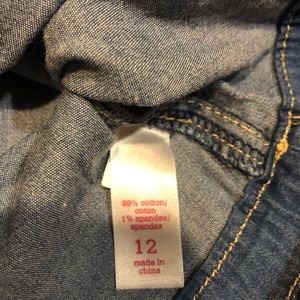 99% cotton/
coton
1% spandex/
spandex
12
made in
china